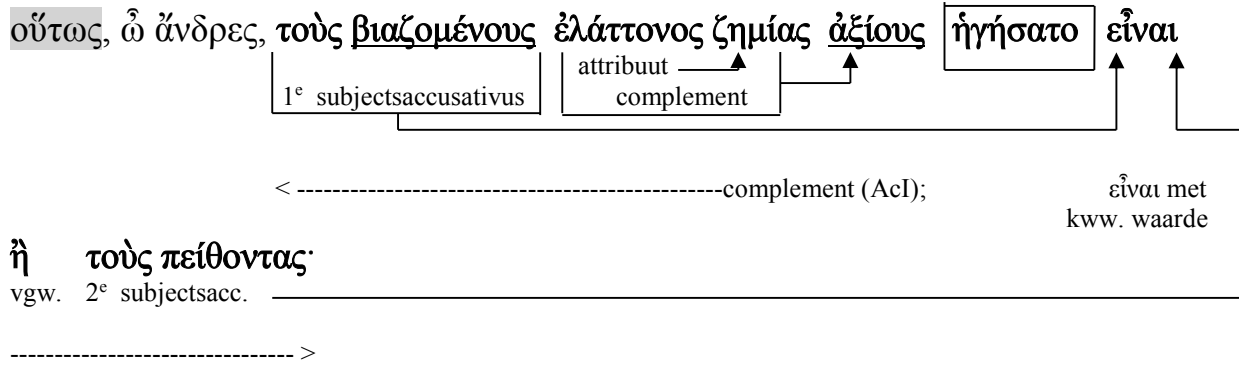 οὕτως, ὦ ἄνδρες, τοὺς βιαζομένους ἐλάττονος ζημίας ἀξίους ἡγήσατο εἶναι
attribuut
1e subjectsaccusativus complement
< ------------------------------------------------complement (AcI); εἶναι met
kww. waarde
ἢ τοὺς πείθοντας·
vgw. 2e subjectsacc.
-------------------------------- >